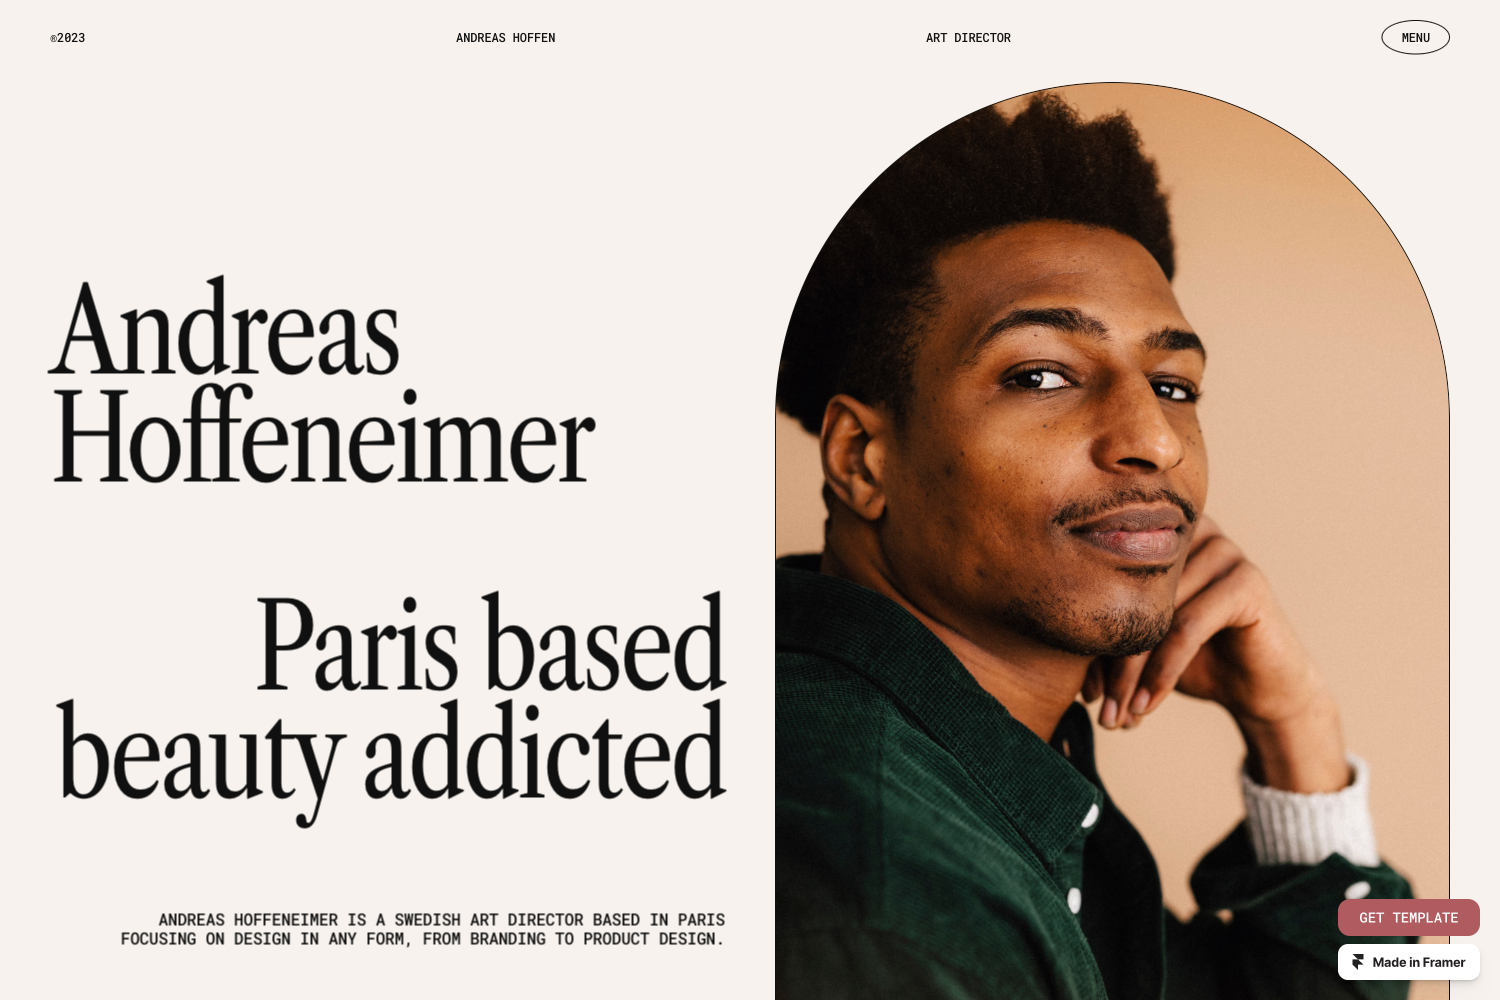 ©2023
ANDREAS HOFFEN
ART DIRECTOR
MENU
Andreas
Hoffeneimer
Paris based
beauty addicted
ANDREAS HOFFENEIMER IS A SWEDISH ART DIRECTOR BASED IN PARIS
FOCUSING ON DESIGN IN ANY FORM, FROM BRANDING TO PRODUCT DESIGN.
GET TEMPLATE
Made in Framer